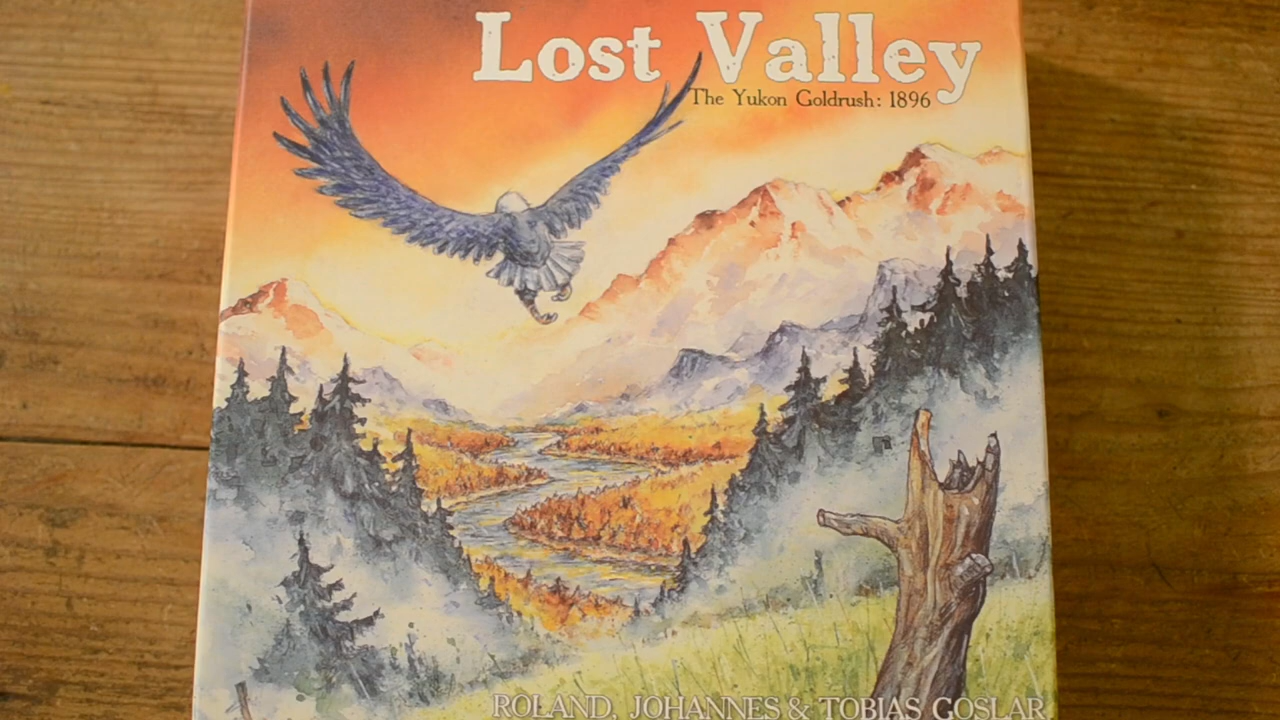 Lost Valley
The Yukon Goldrush: 1896
ROLAND, JOHANNES & TOBIAS GOSLAR